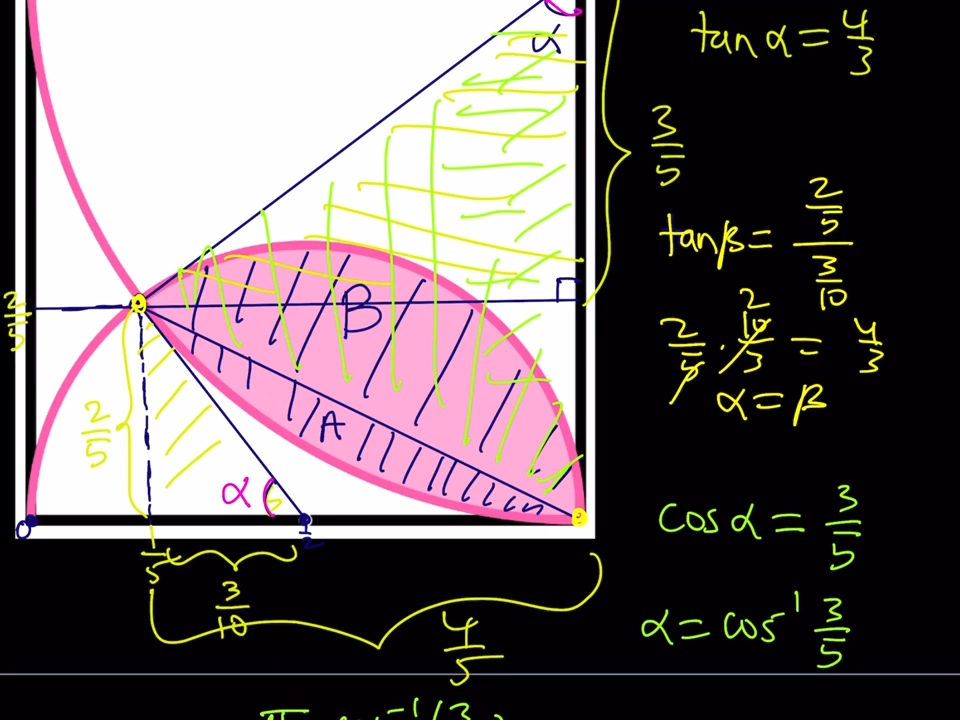 α
tan α = 4/3
3/5
tan β = 2/5 / 3/10
2/5 · 10/3 2 = 4/3
α = β
B
2/5
2/5
A
α
0
1/2
1/5
3/10
4/5
cos α = 3/5
α = cos⁻¹ 3/5